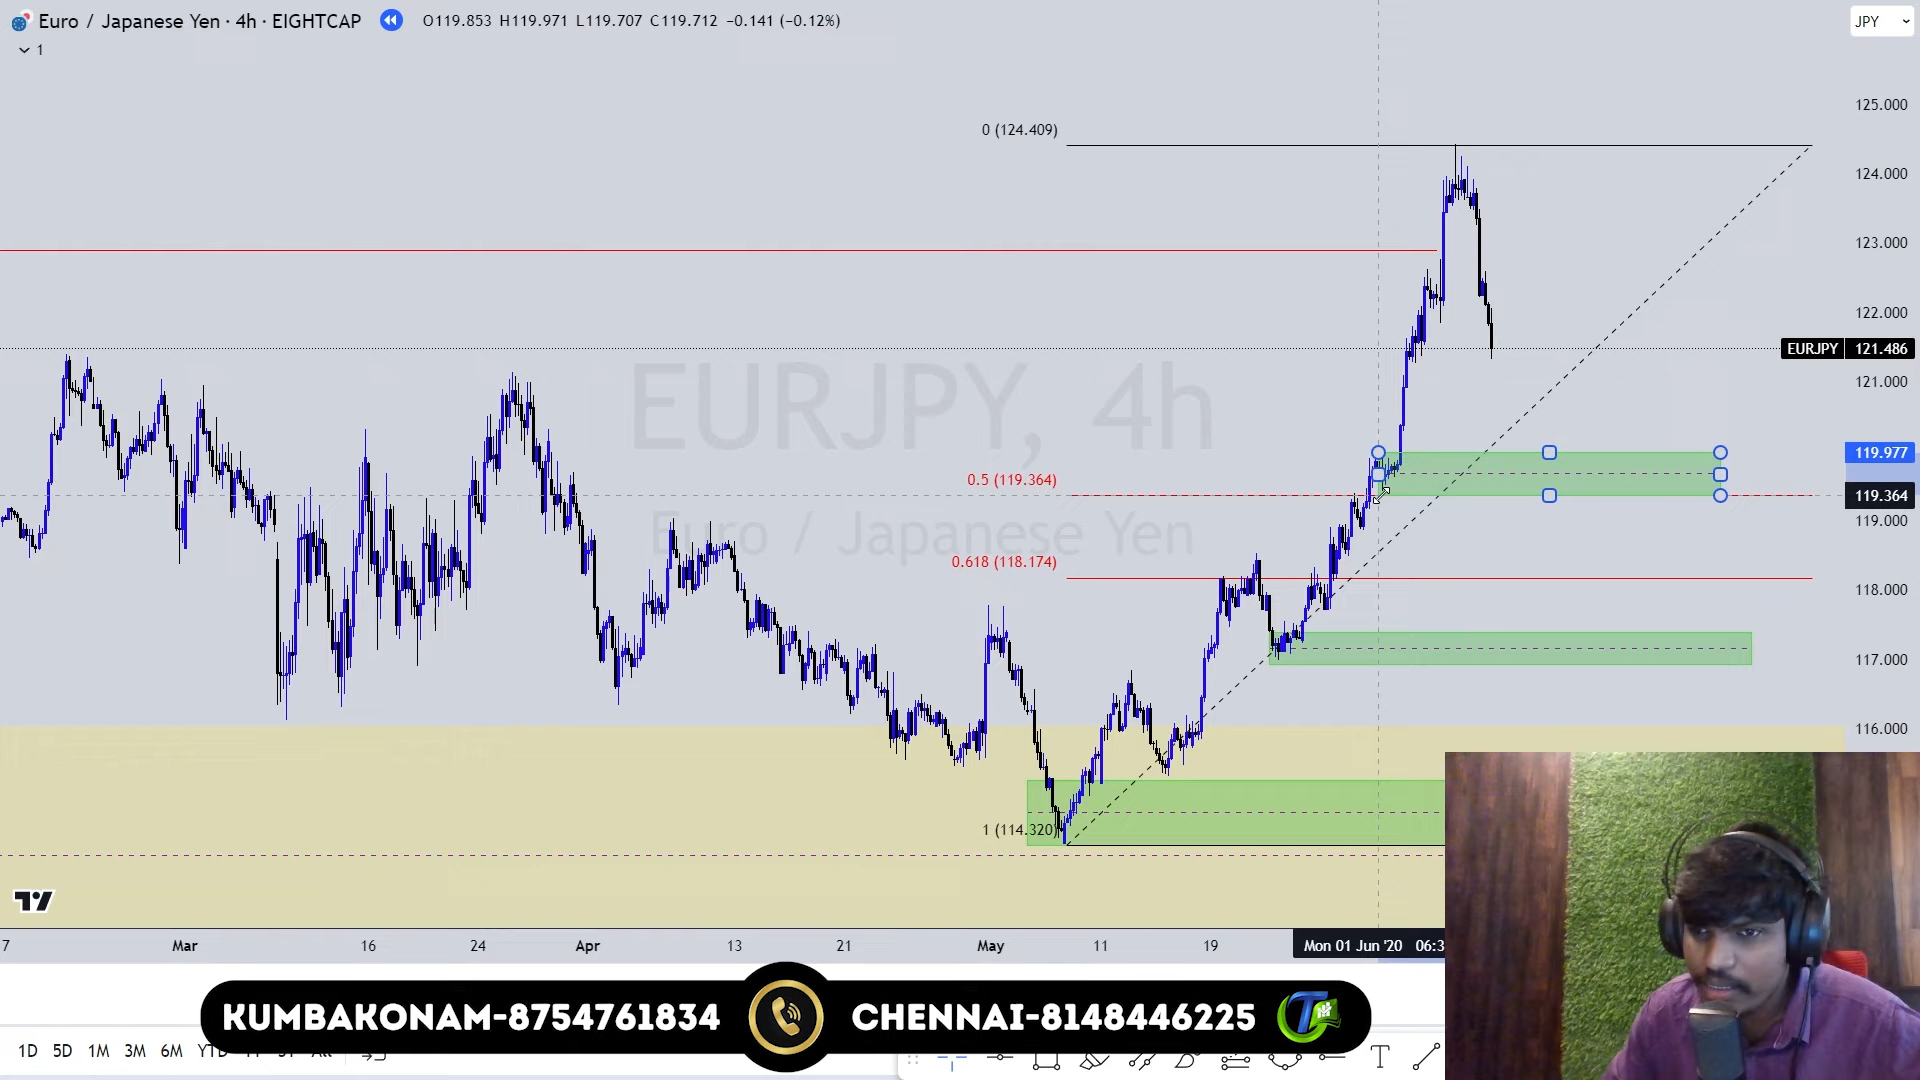 Euro / Japanese Yen · 4h · EIGHTCAP
O119.853 H119.971 L119.707 C119.712 −0.141 (−0.12%)
JPY
1
125.000
0 (124.409)
124.000
123.000
122.000
EURJPY 121.486
121.000
EURJPY, 4h
119.977
0.5 (119.364)
119.364
119.000
Euro / Japanese Yen
0.618 (118.174)
118.000
117.000
116.000
1 (114.320)
7
Mar
16
24
Apr
13
21
May
11
19
Mon 01 Jun '20 06:3
KUMBAKONAM-8754761834
CHENNAI-8148446225
1D 5D 1M 3M 6M YTD